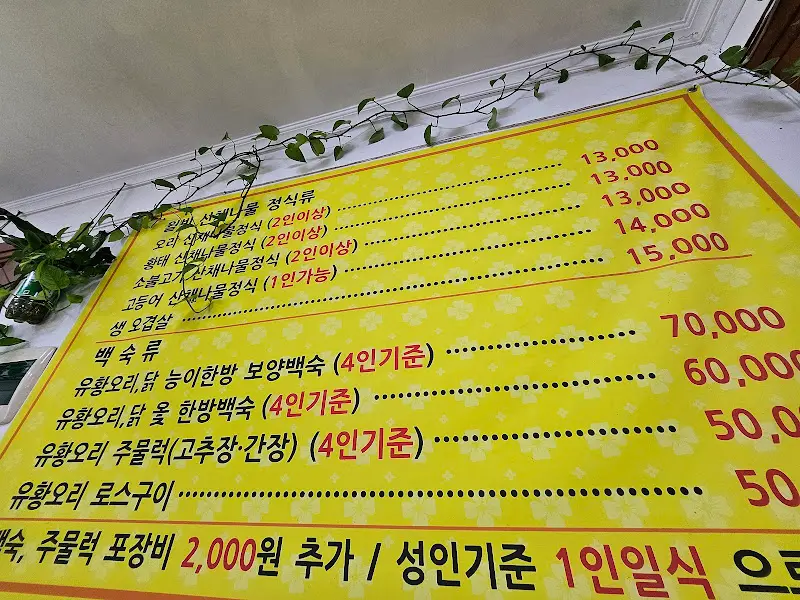 산채나물 정식류
오리 산채나물정식 (2인이상) 13,000
황태 산채나물정식 (2인이상) 13,000
소불고기 산채나물정식 (2인이상) 13,000
고등어 산채나물정식 (1인가능) 14,000
생 오겹살 15,000
백 숙 류
유황오리,닭 능이한방 보양백숙 (4인기준) 70,000
유황오리,닭 옻 한방백숙 (4인기준) 60,000
유황오리 주물럭(고추장·간장) (4인기준) 50,0
유황오리 로스구이 50
백숙, 주물럭 포장비 2,000원 추가 / 성인기준 1인일식 으로